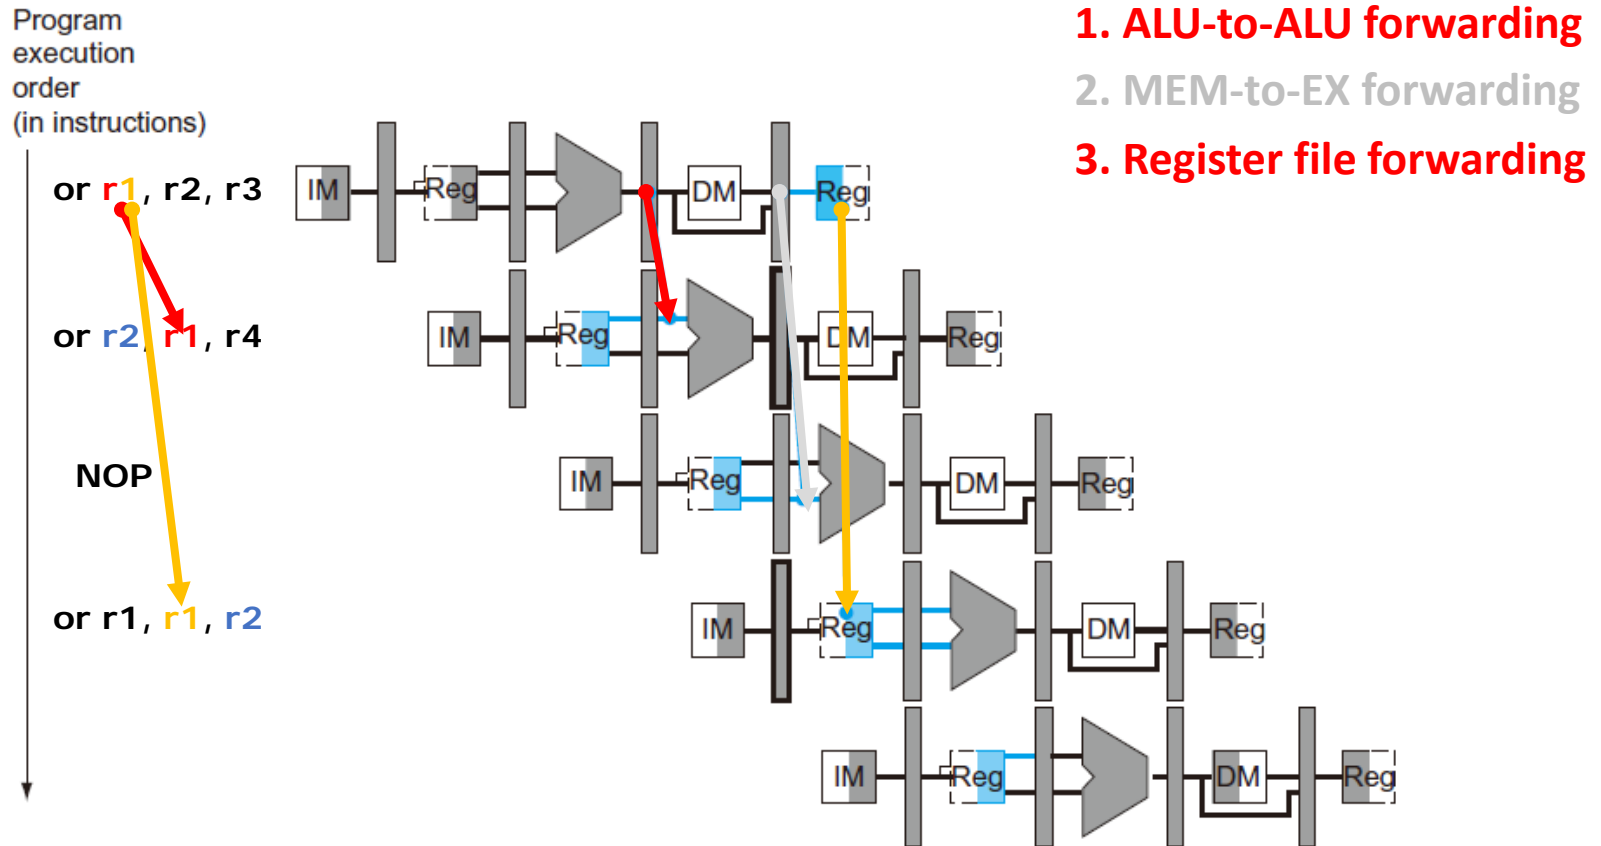 Program
execution
order
(in instructions)
1. ALU-to-ALU forwarding
2. MEM-to-EX forwarding
3. Register file forwarding
or r1, r2, r3
IM Reg DM Reg
or r2, r1, r4
IM Reg DM Reg
NOP
IM Reg DM Reg
or r1, r1, r2
IM Reg DM Reg
IM Reg DM Reg